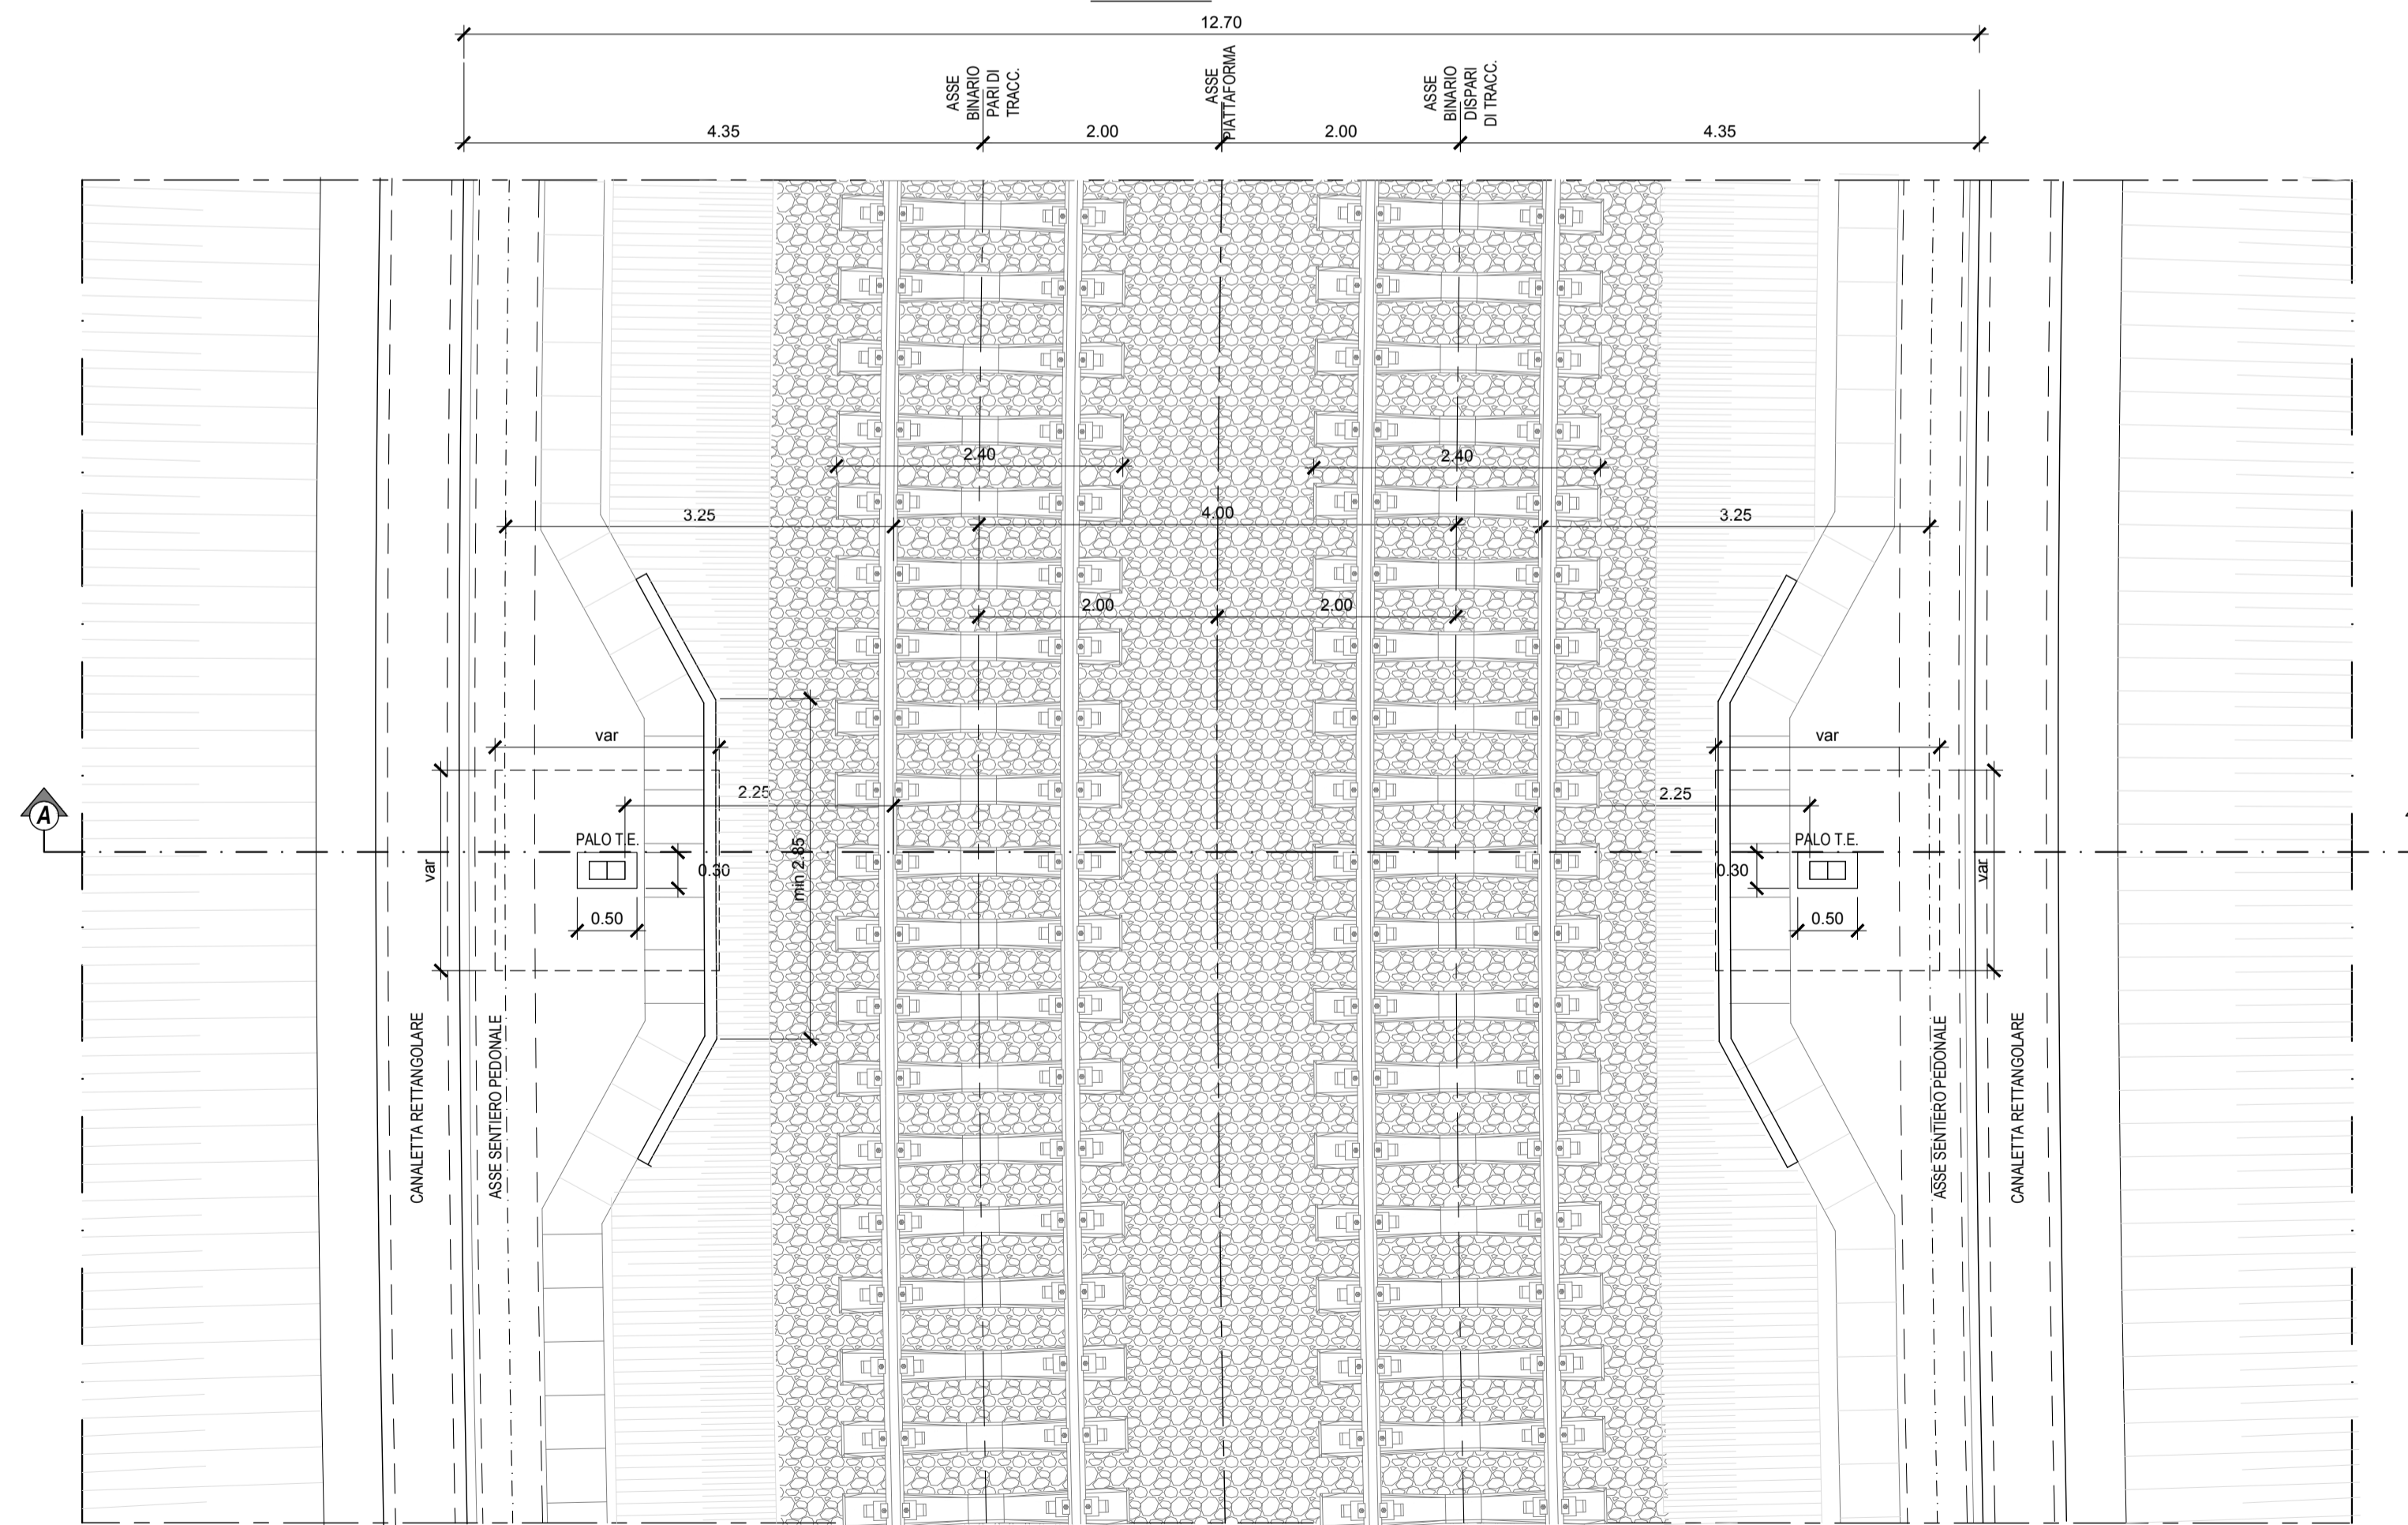 12.70
ASSE
BINARIO
PARI DI
TRACC.
ASSE
PIATTAFORMA
ASSE
BINARIO
DISPARI
DI TRACC.
4.35
2.00
2.00
4.35
2.40
2.40
3.25
4.00
3.25
2.00
2.00
var
var
2.25
2.25
A
PALO T.E.
PALO T.E.
var
0.30
min 2.85
0.30
var
0.50
0.50
CANALETTA RETTANGOLARE
ASSE SENTIERO PEDONALE
ASSE SENTIERO PEDONALE
CANALETTA RETTANGOLARE